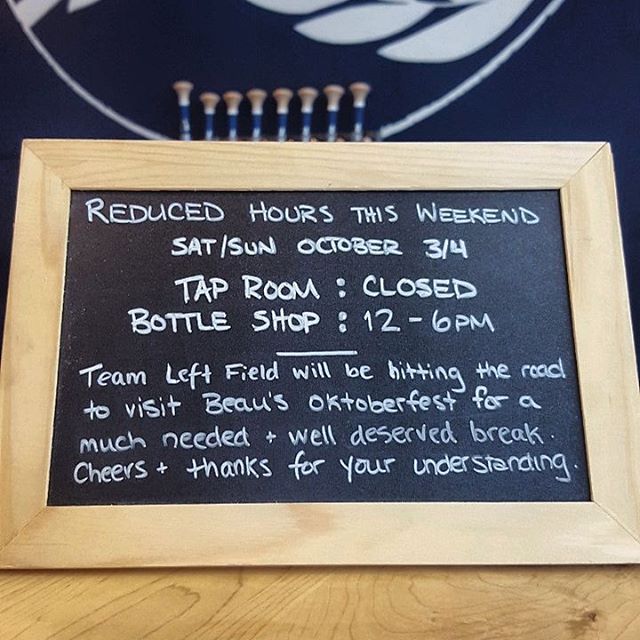 REDUCED HOURS THIS WEEKEND
SAT/SUN OCTOBER 3/4
TAP ROOM : CLOSED
BOTTLE SHOP : 12 - 6PM
Team Left Field will be hitting the road
to visit Beau's Oktoberfest for a
much needed + well deserved break.
Cheers + thanks for your understanding.